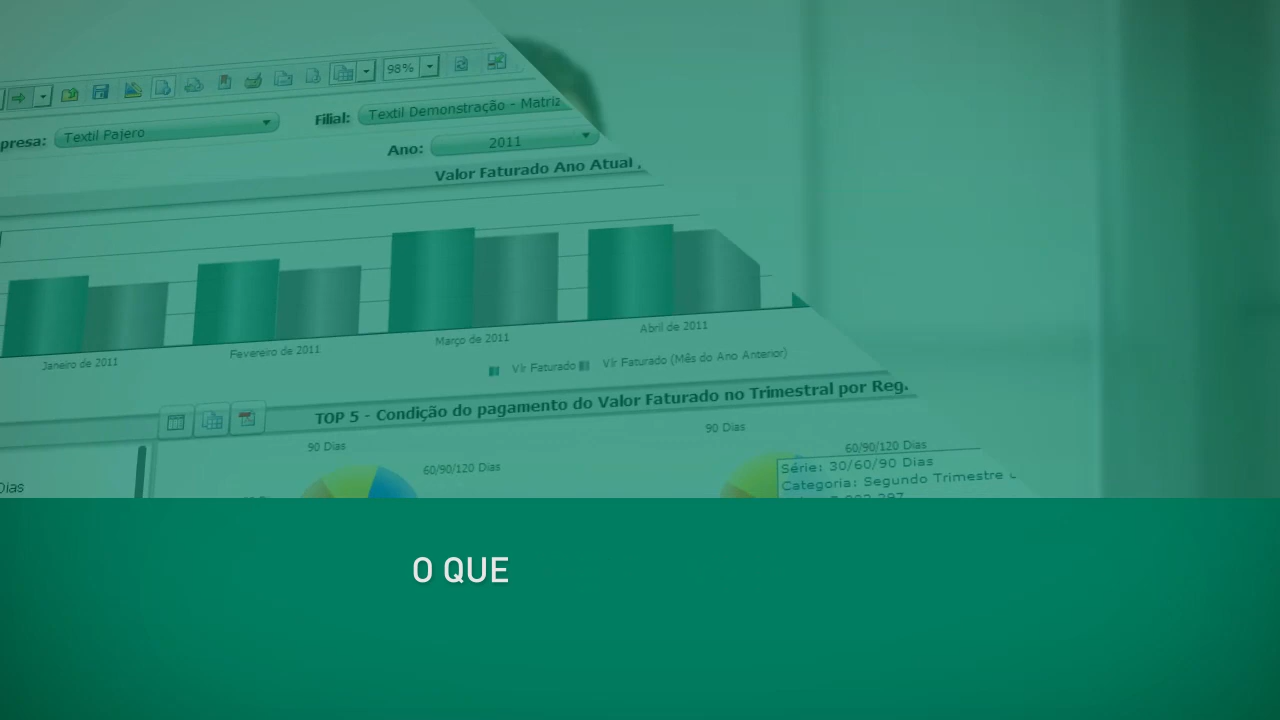 98%
presa: Textil Pajero Filial: Textil Demonstração - Matriz
Ano: 2011
Valor Faturado Ano Atual
Janeiro de 2011 Fevereiro de 2011 Março de 2011 Abril de 2011
Vlr Faturado Vlr Faturado (Mês do Ano Anterior)
TOP 5 - Condição do pagamento do Valor Faturado no Trimestral por Reg.
90 Dias 90 Dias
60/90/120 Dias 60/90/120 Dias
Série: 30/60/90 Dias
Categoria: Segundo Trimestre
Dias
O QUE